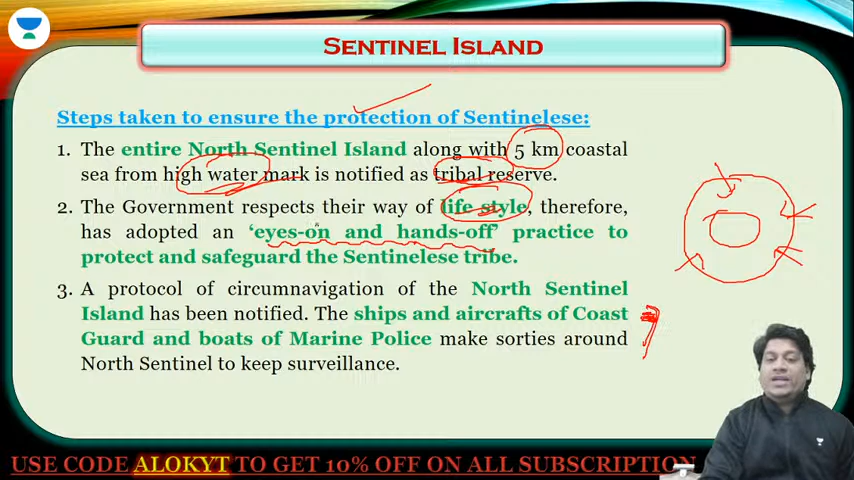 SENTINEL ISLAND
Steps taken to ensure the protection of Sentinelese:
1. The entire North Sentinel Island along with 5 km coastal
sea from high water mark is notified as tribal reserve.
2. The Government respects their way of life style, therefore,
has adopted an ‘eyes-on and hands-off’ practice to
protect and safeguard the Sentinelese tribe.
3. A protocol of circumnavigation of the North Sentinel
Island has been notified. The ships and aircrafts of Coast
Guard and boats of Marine Police make sorties around
North Sentinel to keep surveillance.
USE CODE ALOKYT TO GET 10% OFF ON ALL SUBSCRIPTION